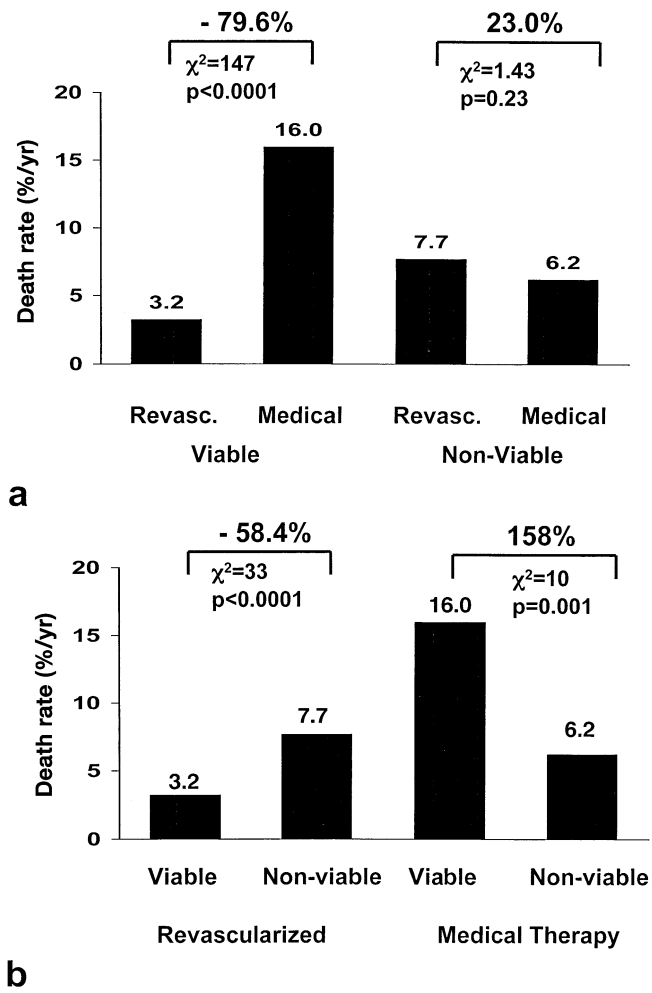 - 79.6%
23.0%
χ²=147
p<0.0001
χ²=1.43
p=0.23
Death rate (%/yr)
20
15
10
5
0
3.2
16.0
7.7
6.2
Revasc. Medical Revasc. Medical
Viable Non-Viable
a
- 58.4%
158%
χ²=33
p<0.0001
χ²=10
p=0.001
Death rate (%/yr)
20
15
10
5
0
3.2
7.7
16.0
6.2
Viable Non-viable Viable Non-viable
Revascularized Medical Therapy
b